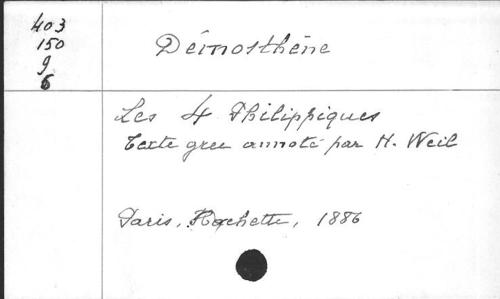 403
150
9
6
Démosthène
Les 4 Philippiques
Texte grec annoté par H. Weil
Paris, Hachette, 1886